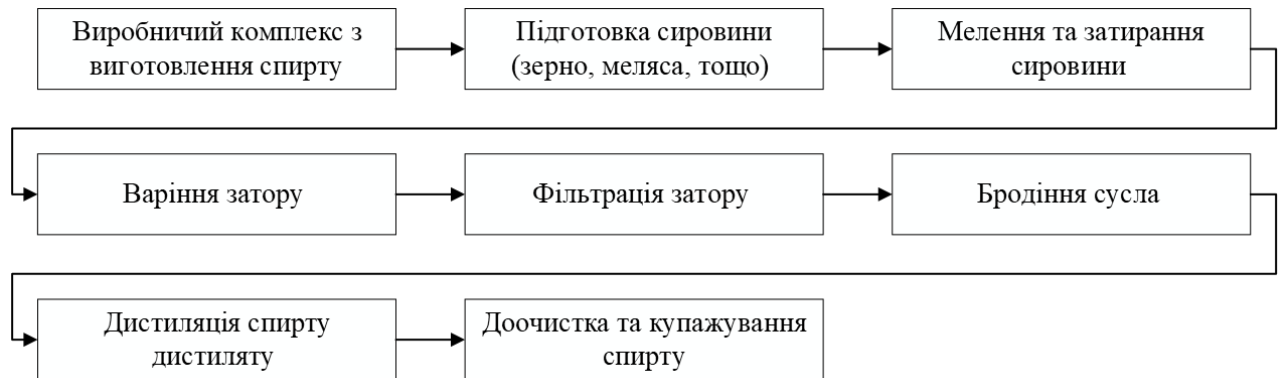 Виробничий комплекс з
виготовлення спирту
Підготовка сировини
(зерно, меляса, тощо)
Мелення та затирання
сировини
Варіння затору
Фільтрація затору
Бродіння сусла
Дистиляція спирту
дистиляту
Доочистка та купажування
спирту